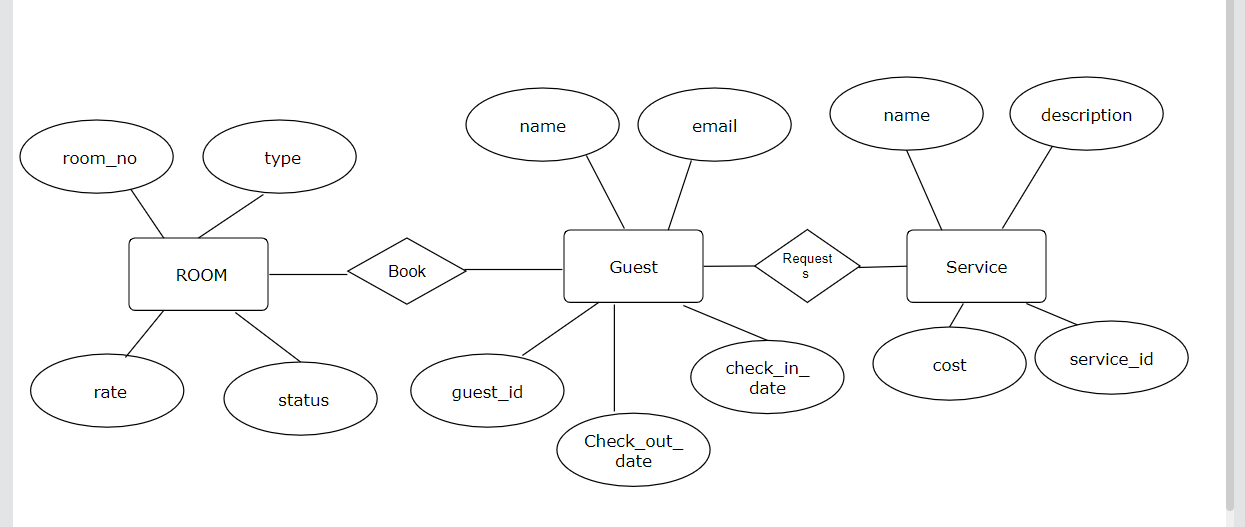 name
description
name
email
room_no
type
Request
s
Guest
Service
Book
ROOM
service_id
cost
check_in_
date
rate
guest_id
status
Check_out_
date